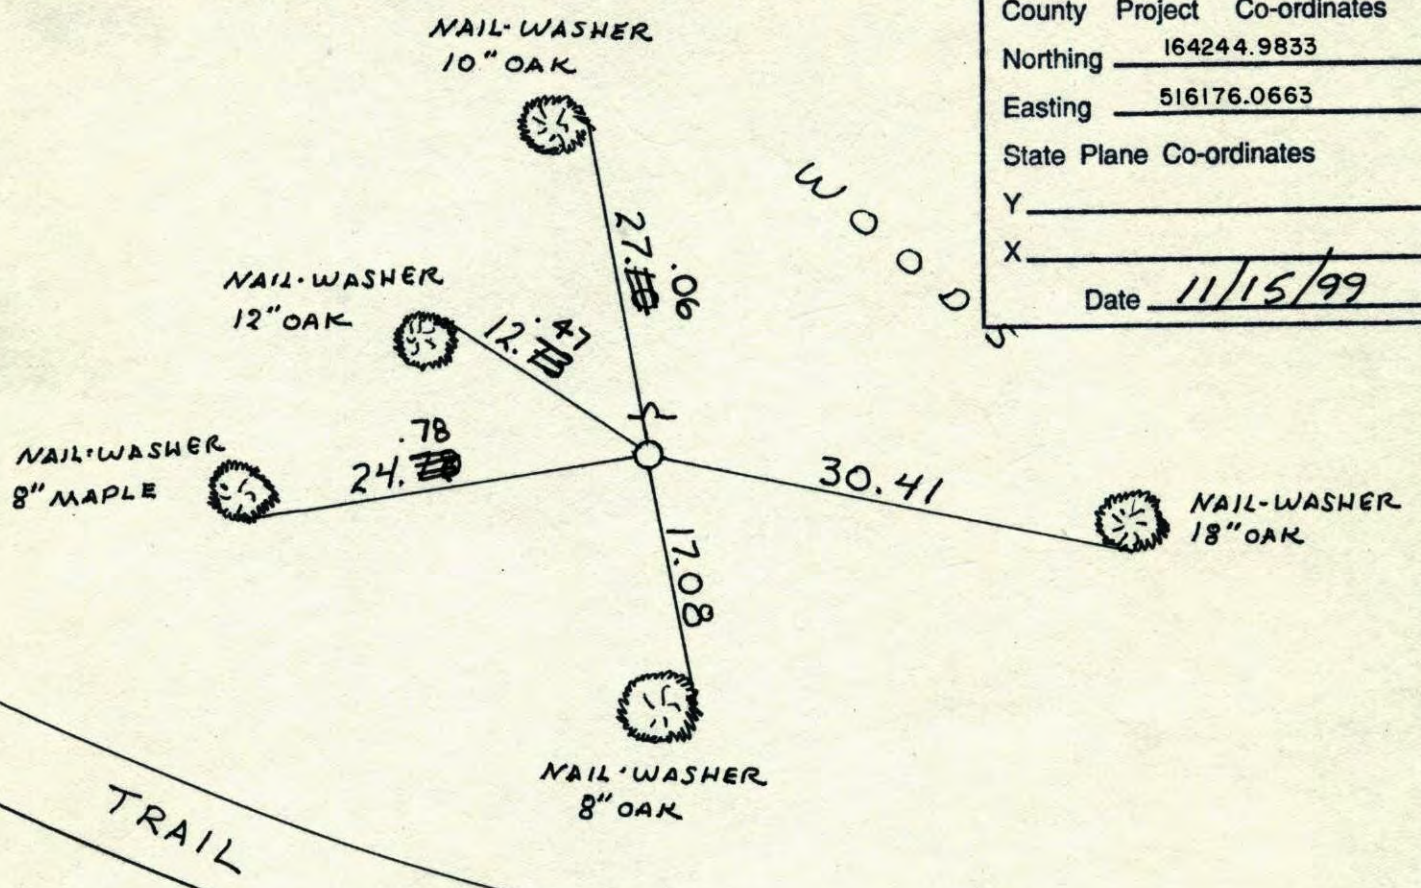 NAIL-WASHER
10" OAK
County Project Co-ordinates
Northing 164244.9833
Easting 516176.0663
State Plane Co-ordinates
Y
X
Date 11/15/99
WOODS
27.
.06
NAIL-WASHER
12" OAK
12.
.47
NAIL-WASHER
8" MAPLE
.78
24.
30.41
NAIL-WASHER
18" OAK
17.08
NAIL-WASHER
8" OAK
TRAIL